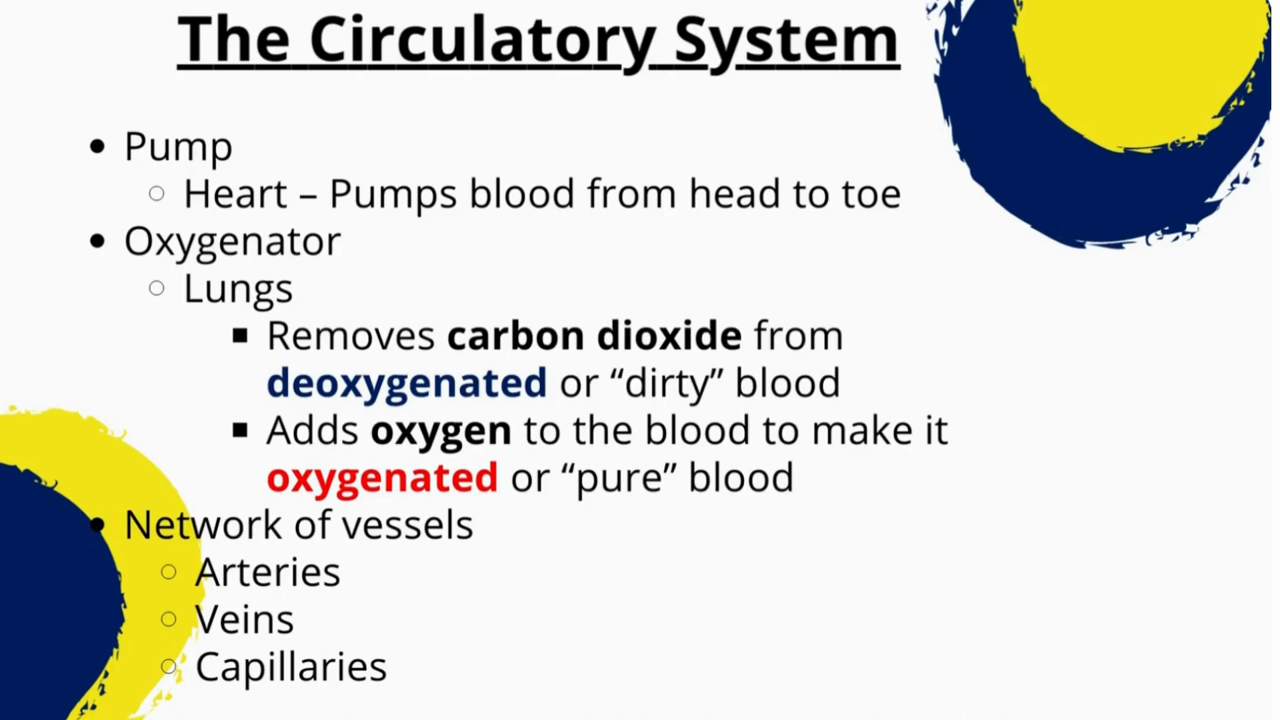 The Circulatory System
• Pump
○ Heart – Pumps blood from head to toe
• Oxygenator
○ Lungs
▪ Removes carbon dioxide from
deoxygenated or “dirty” blood
▪ Adds oxygen to the blood to make it
oxygenated or “pure” blood
• Network of vessels
○ Arteries
○ Veins
○ Capillaries